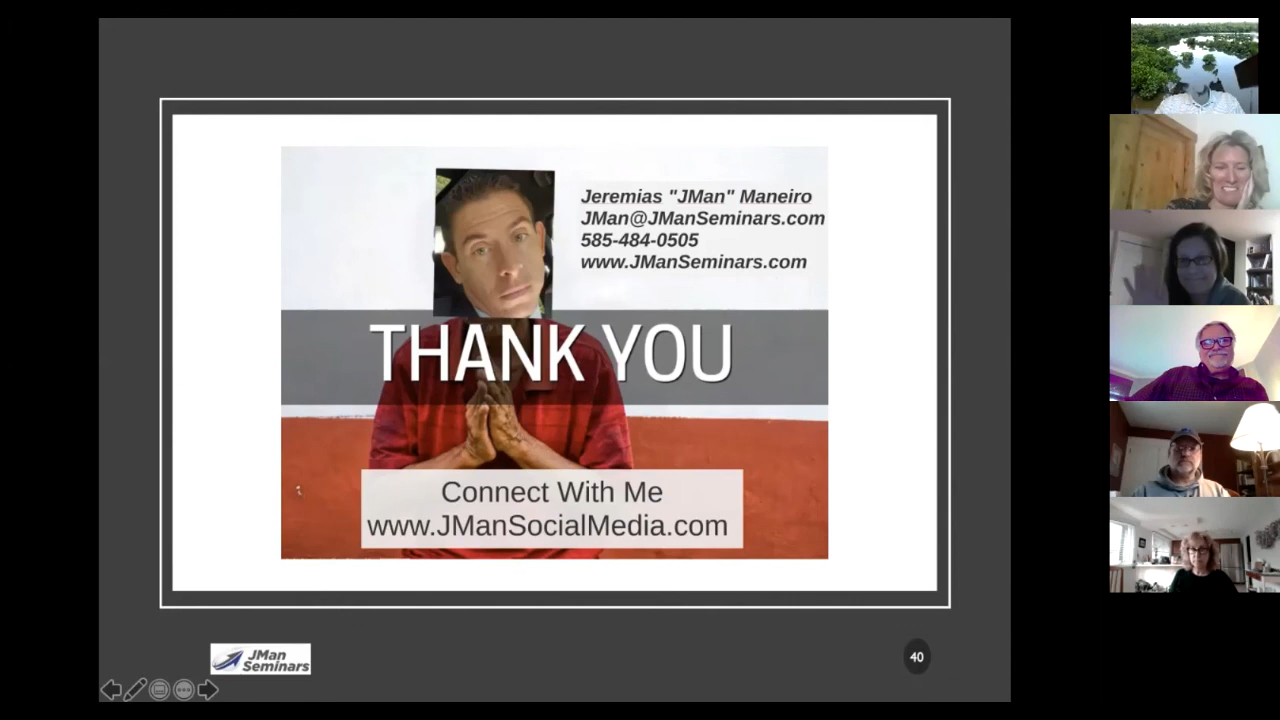 Jeremias "JMan" Maneiro
JMan@JManSeminars.com
585-484-0505
www.JManSeminars.com
THANK YOU
Connect With Me
www.JManSocialMedia.com
JMan
Seminars
40